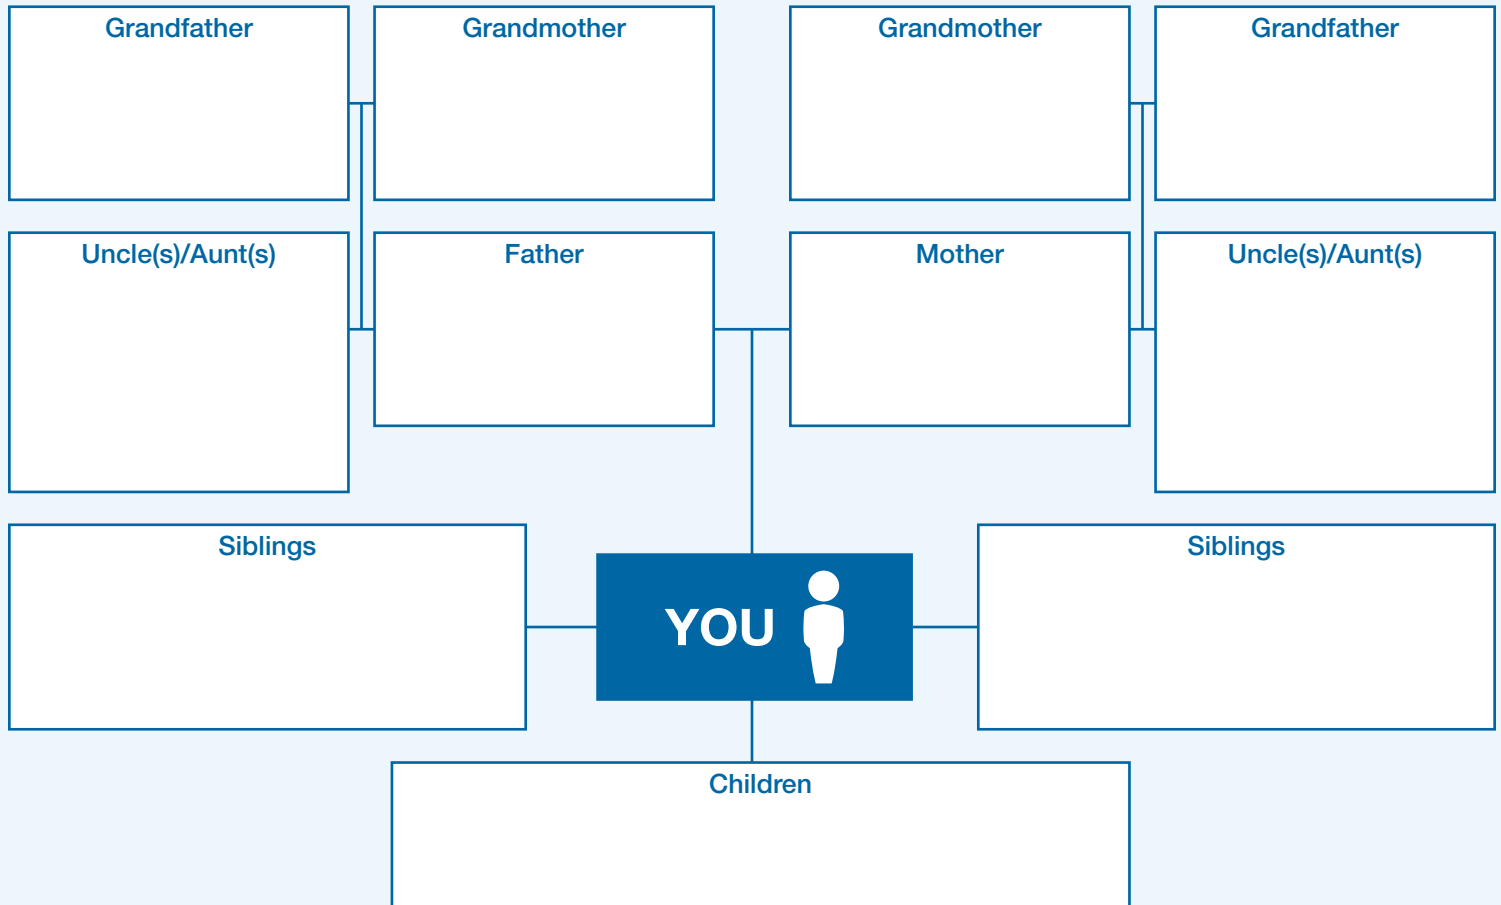 Grandfather
Grandmother
Grandmother
Grandfather
Uncle(s)/Aunt(s)
Father
Mother
Uncle(s)/Aunt(s)
Siblings
YOU
Siblings
Children